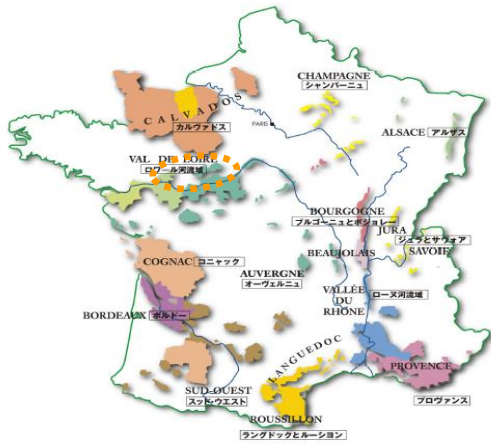 CHAMPAGNE
シャンパーニュ
CALVADOS
カルヴァドス
PARIS
ALSACE アルザス
VAL DE LOIRE
ロワール河流域
BOURGOGNE
ブルゴーニュとボジョレー
JURA
ジュラとサヴォア
SAVOIE
BEAUJOLAIS
COGNAC コニャック
AUVERGNE
オーヴェルニュ
VALLÉE
DU
RHÔNE
ローヌ河流域
BORDEAUX ボルドー
LANGUEDOC
PROVENCE
プロヴァンス
SUD-OUEST
スッド・ウエスト
ROUSSILLON
ラングドックとルーション